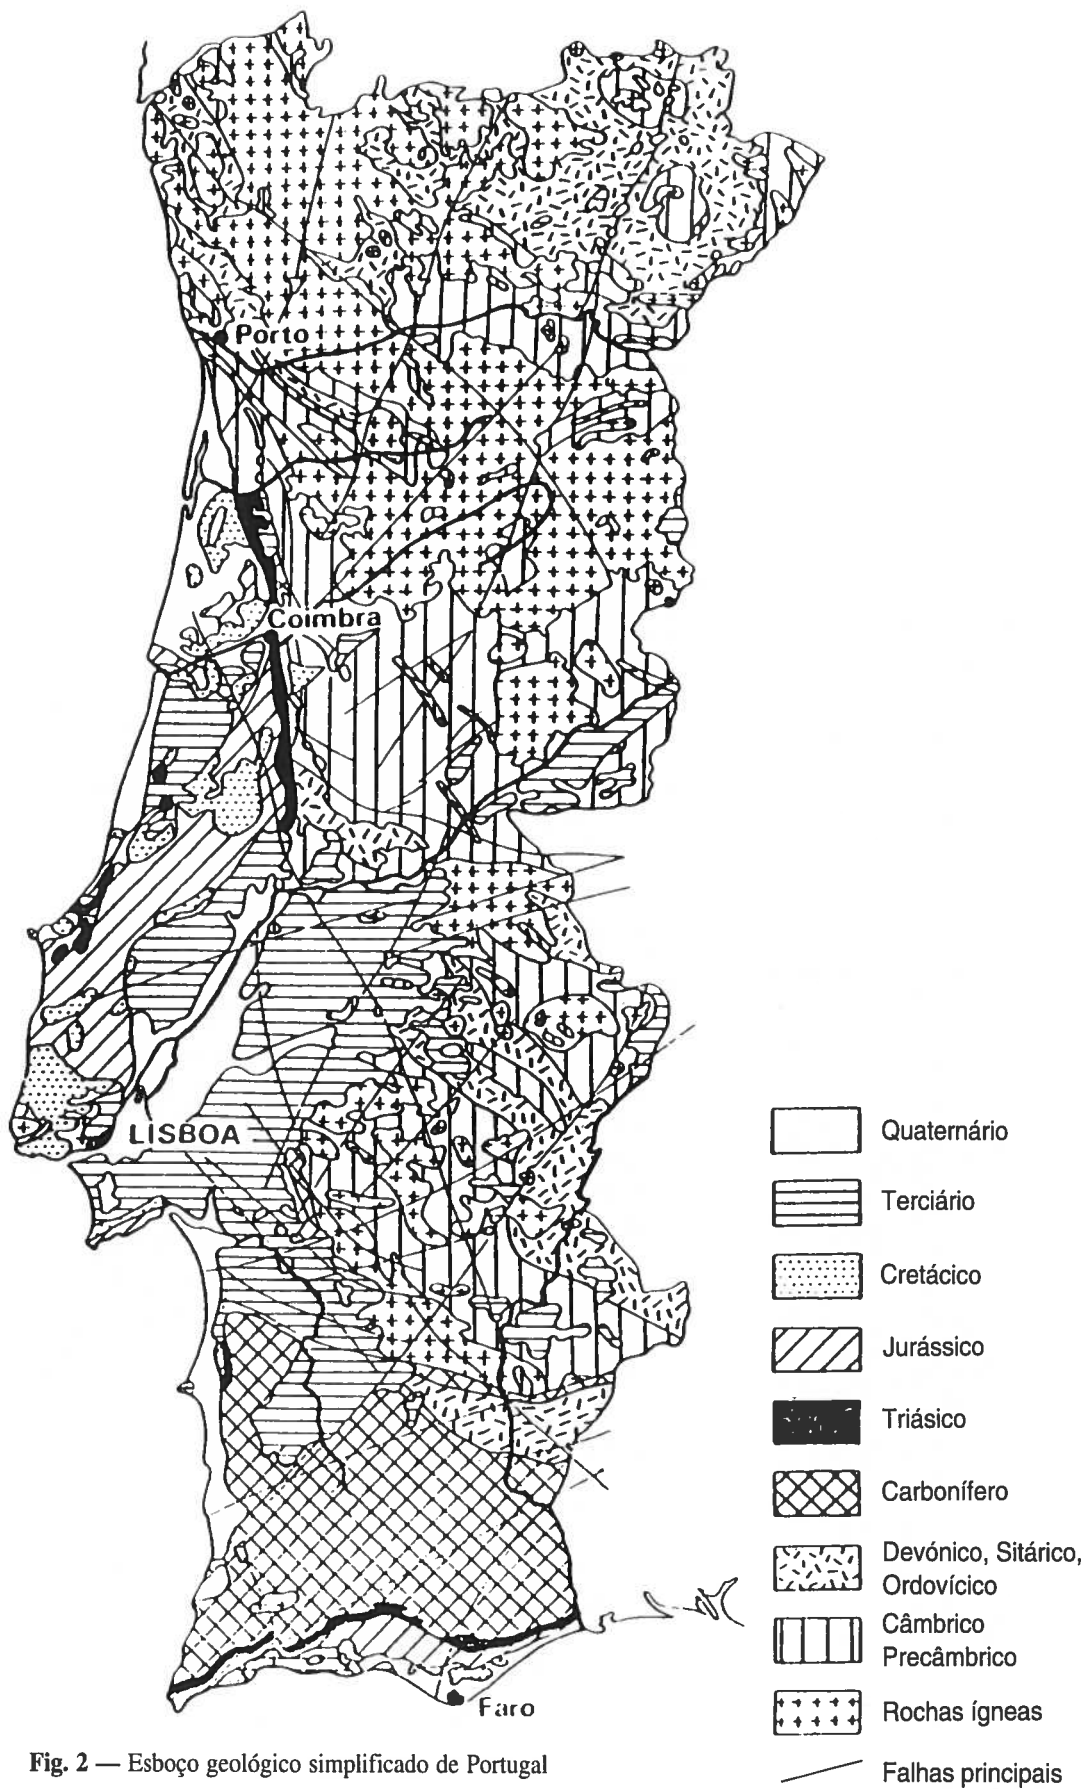 Porto
Coimbra
LISBOA
Faro
Quaternário
Terciário
Cretácico
Jurássico
Triásico
Carbonífero
Devónico, Sitárico,
Ordovícico
Câmbrico
Precâmbrico
Rochas ígneas
Falhas principais
Fig. 2 — Esboço geológico simplificado de Portugal